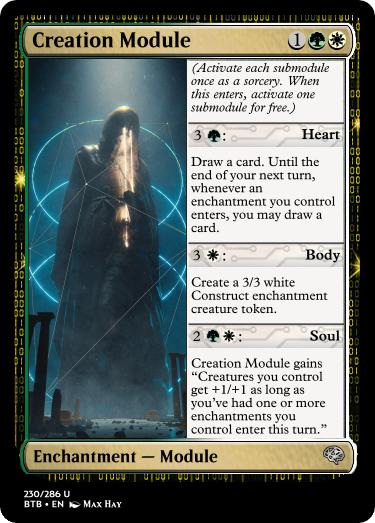 Creation Module 1
(Activate each submodule
once as a sorcery. When
this enters, activate one
submodule for free.)
3 : Heart
Draw a card. Until the
end of your next turn,
whenever an
enchantment you control
enters, you may draw a
card.
3 : Body
Create a 3/3 white
Construct enchantment
creature token.
2 : Soul
Creation Module gains
“Creatures you control
get +1/+1 as long as
you’ve had one or more
enchantments you
control enter this turn.”
Enchantment — Module
230/286 U
BTB • EN Max Hay